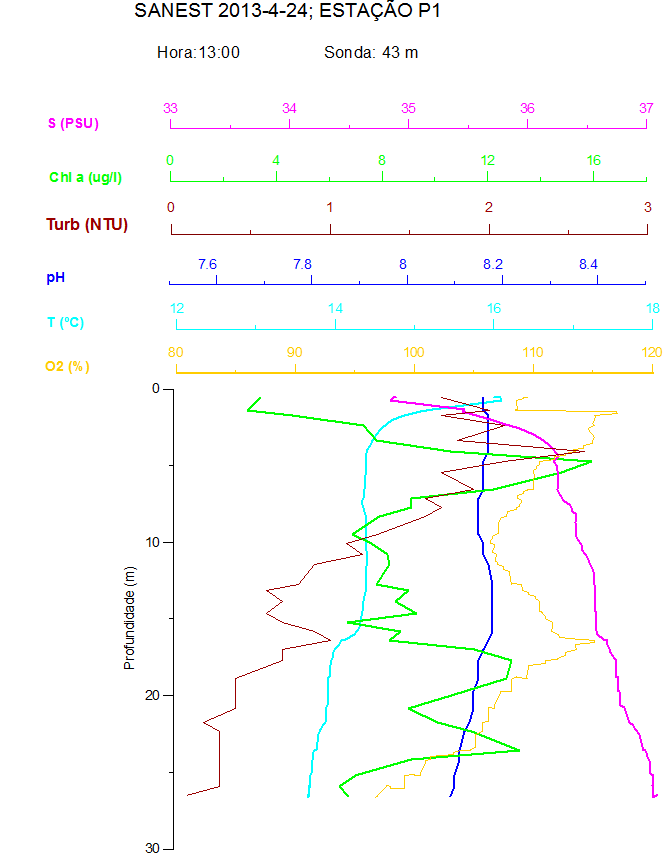 SANEST 2013-4-24; ESTAÇÃO P1
Hora:13:00 Sonda: 43 m
33 34 35 36 37
S (PSU)
0 4 8 12 16
Chl a (ug/l)
0 1 2 3
Turb (NTU)
7.6 7.8 8 8.2 8.4
pH
12 14 16 18
T (ºC)
80 90 100 110 120
O2 (%)
0
10
Profundidade (m)
20
30